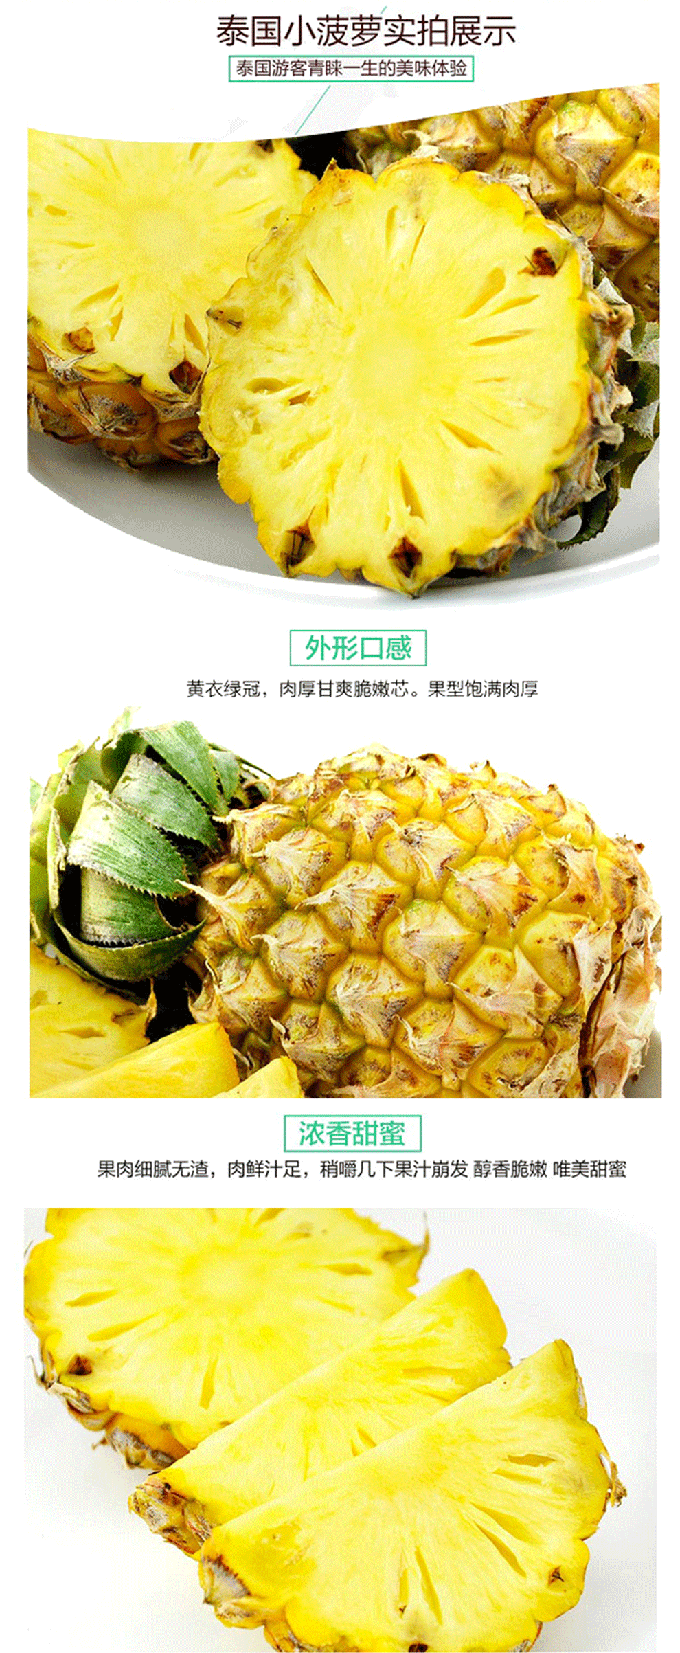 泰国小菠萝实拍展示
泰国游客青睐一生的美味体验
外形口感
黄衣绿冠，肉厚甘爽脆嫩芯。果型饱满肉厚
浓香甜蜜
果肉细腻无渣，肉鲜汁足，稍嚼几下果汁崩发 醇香脆嫩 唯美甜蜜